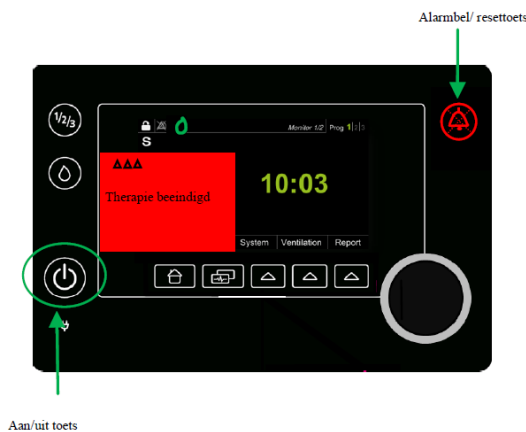 Alarmbel/ resettoets
1/2/3
Monitor 1/2 Prog 1|2|3
S
Therapie beeindigd
10:03
System Ventilation Report
Aan/uit toets